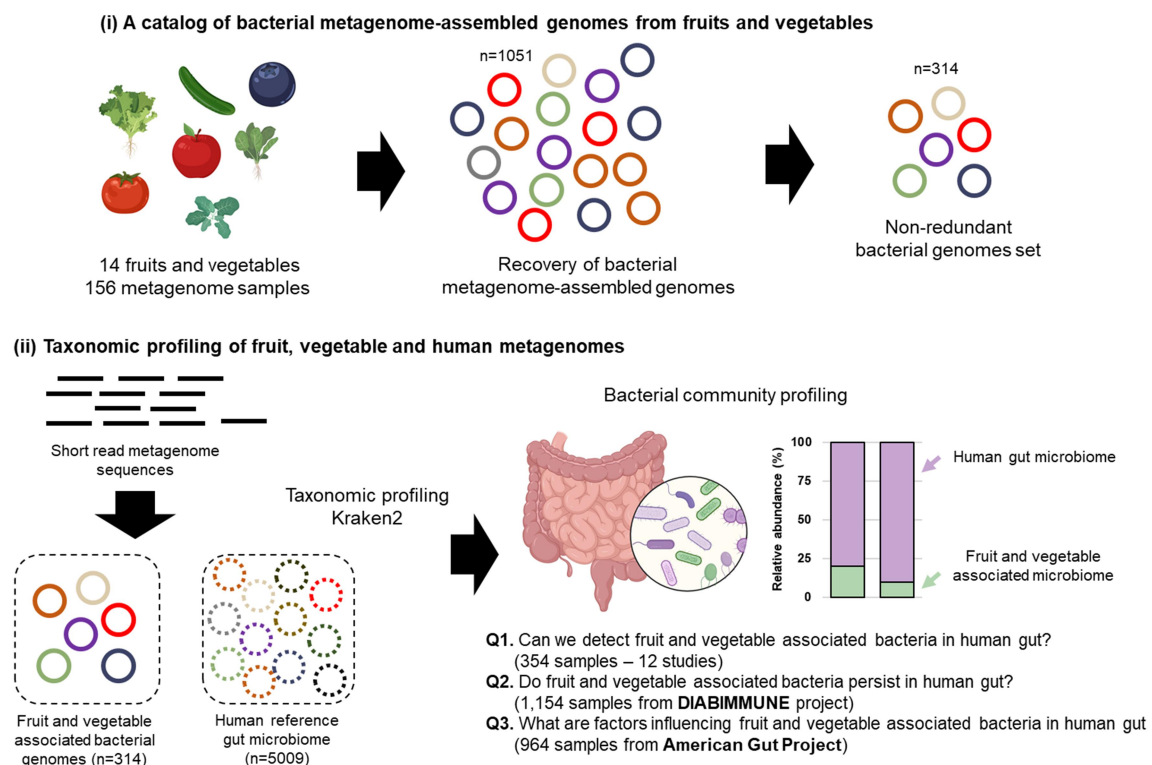 (i) A catalog of bacterial metagenome-assembled genomes from fruits and vegetables
n=1051
n=314
14 fruits and vegetables
156 metagenome samples
Recovery of bacterial
metagenome-assembled genomes
Non-redundant
bacterial genomes set
(ii) Taxonomic profiling of fruit, vegetable and human metagenomes
Short read metagenome
sequences
Taxonomic profiling
Kraken2
Fruit and vegetable
associated bacterial
genomes (n=314)
Human reference
gut microbiome
(n=5009)
Bacterial community profiling
Relative abundance (%)
100
75
50
25
0
Human gut microbiome
Fruit and vegetable
associated microbiome
Q1. Can we detect fruit and vegetable associated bacteria in human gut?
(354 samples – 12 studies)
Q2. Do fruit and vegetable associated bacteria persist in human gut?
(1,154 samples from DIABIMMUNE project)
Q3. What are factors influencing fruit and vegetable associated bacteria in human gut
(964 samples from American Gut Project)